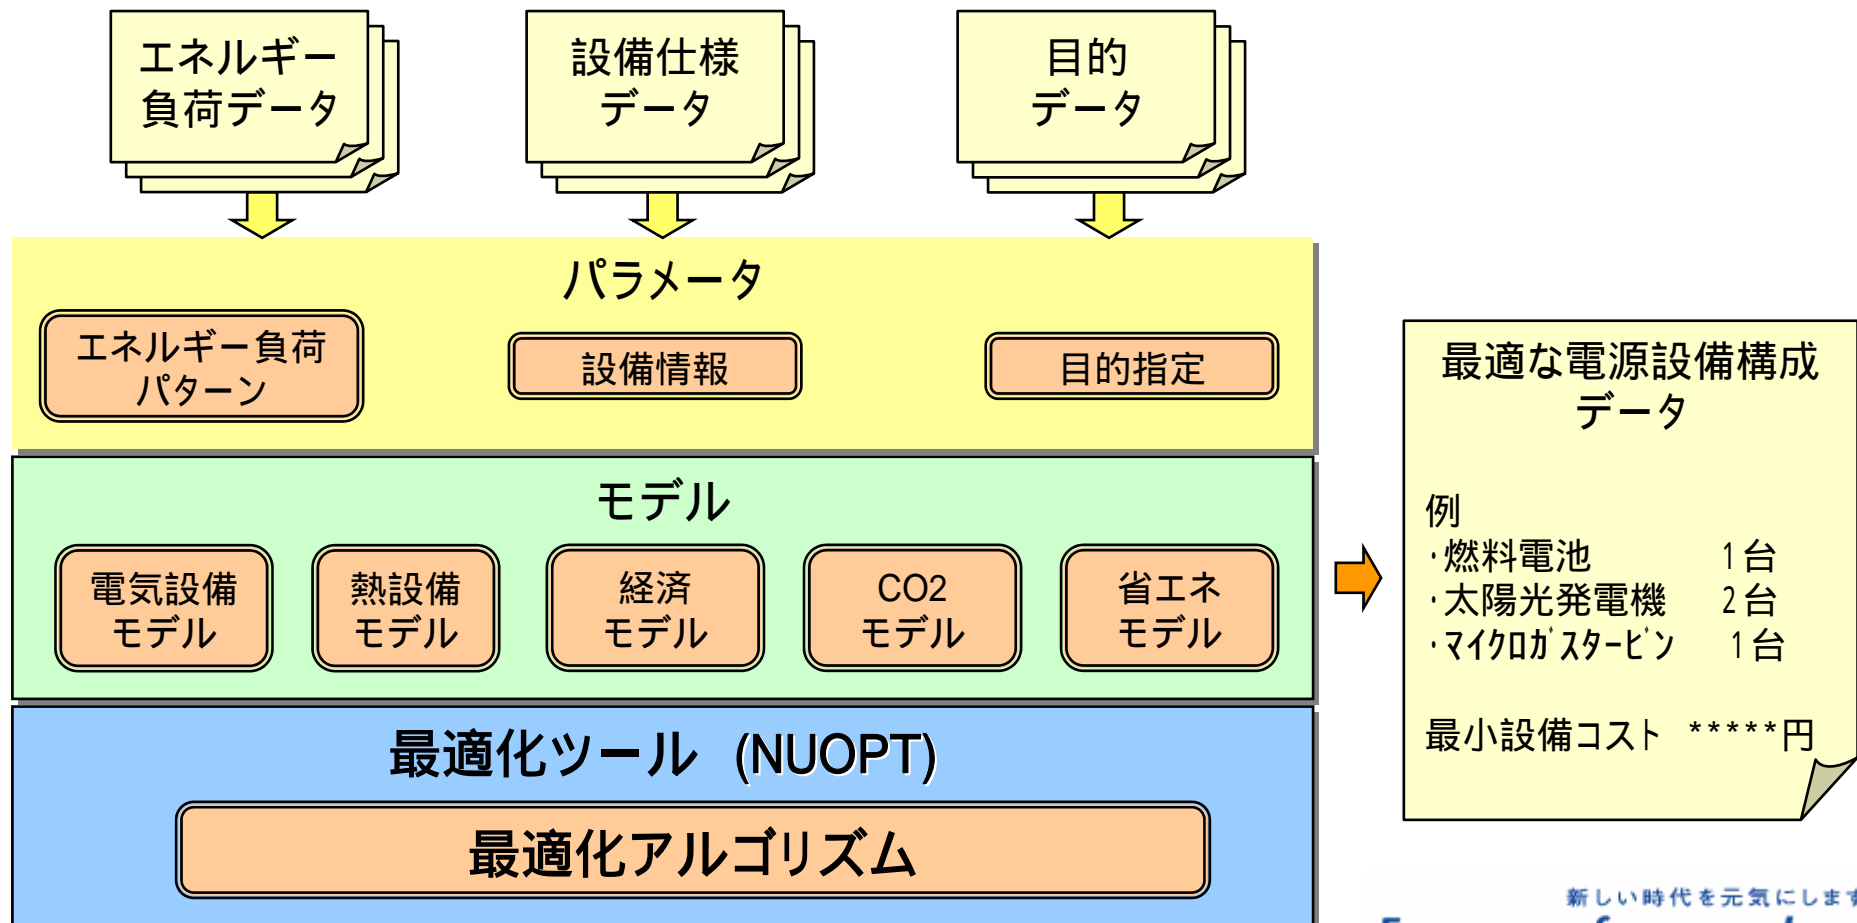 エネルギー
負荷データ
設備仕様
データ
目的
データ
パラメータ
エネルギー負荷
パターン
設備情報
目的指定
モデル
電気設備
モデル
熱設備
モデル
経済
モデル
CO2
モデル
省エネ
モデル
最適化ツール (NUOPT)
最適化アルゴリズム
最適な電源設備構成
データ
例
・燃料電池 1台
・太陽光発電機 2台
・マイクロガスタービン 1台
最小設備コスト *****円
新しい時代を元気にします